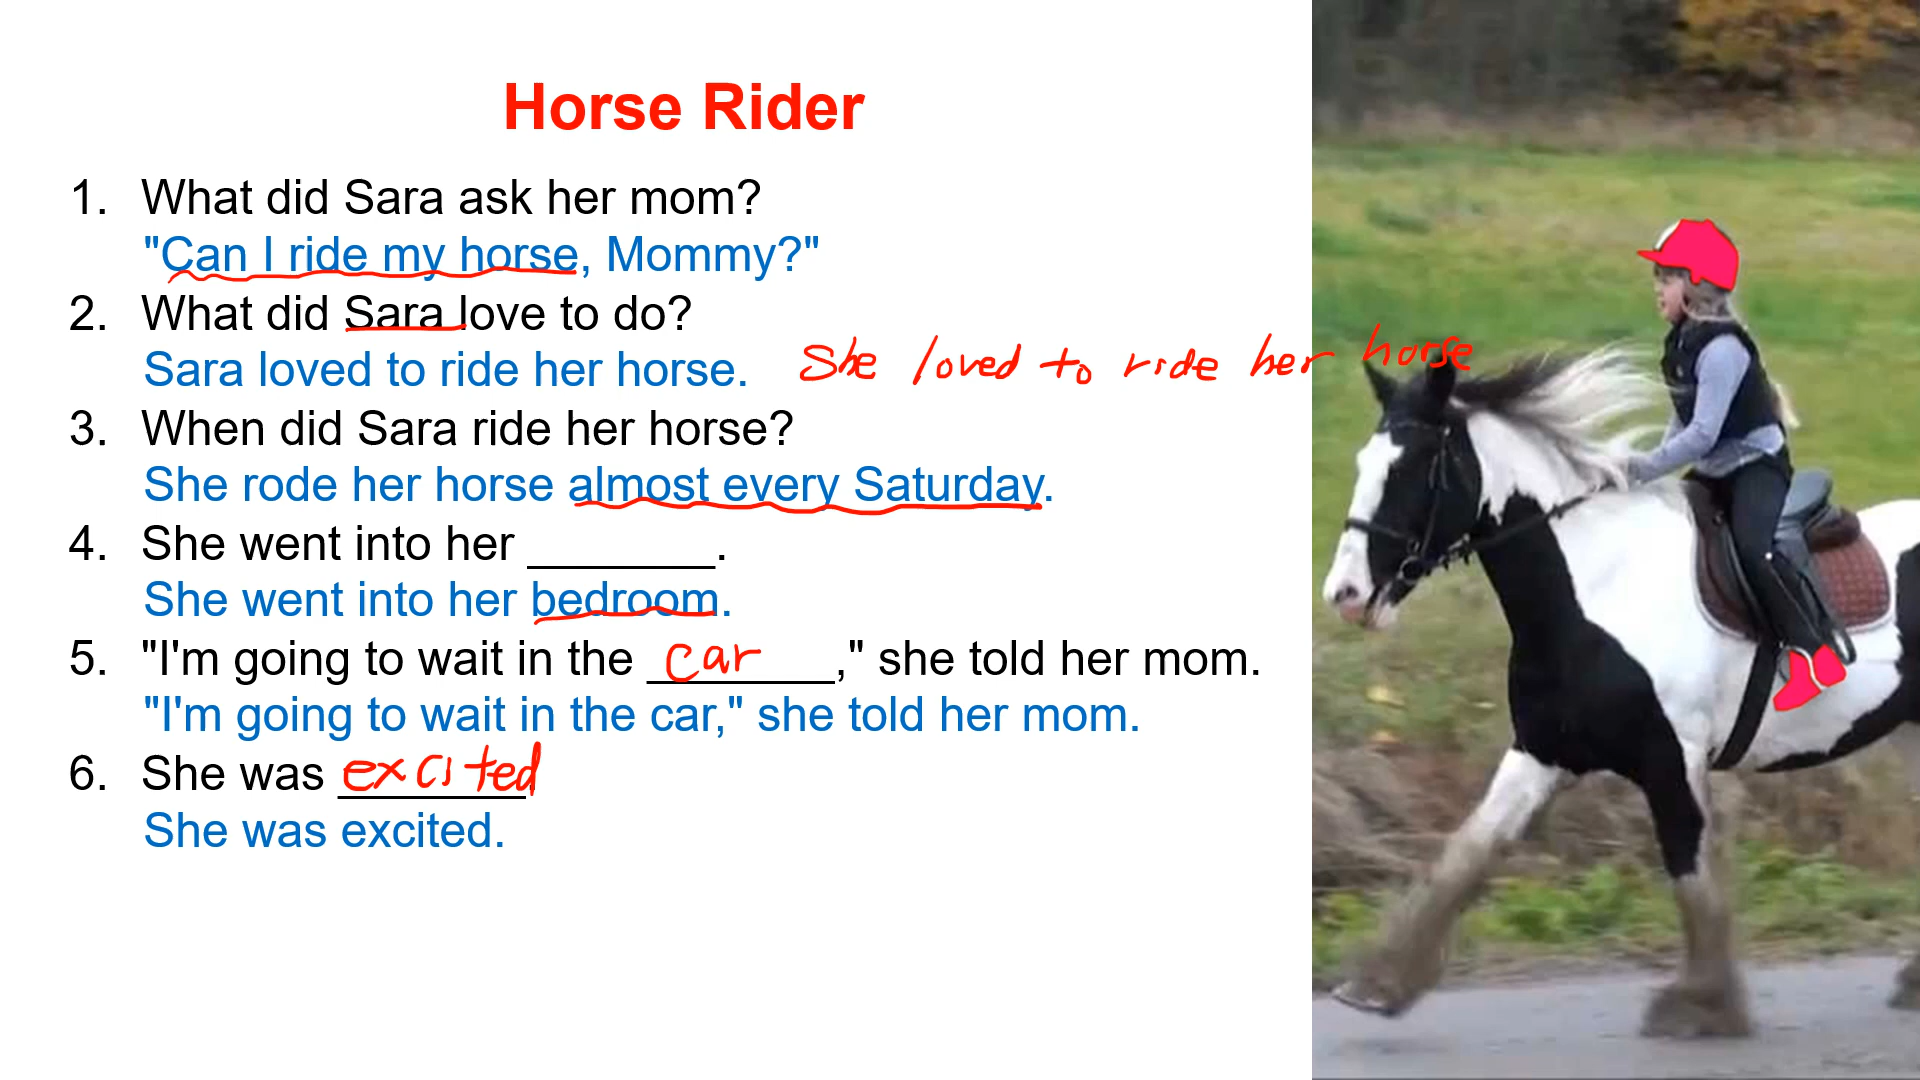 Horse Rider
1. What did Sara ask her mom?
"Can I ride my horse, Mommy?"
2. What did Sara love to do?
Sara loved to ride her horse. She loved to ride her horse
3. When did Sara ride her horse?
She rode her horse almost every Saturday.
4. She went into her ________.
She went into her bedroom.
5. "I'm going to wait in the car," she told her mom.
"I'm going to wait in the car," she told her mom.
6. She was excited
She was excited.